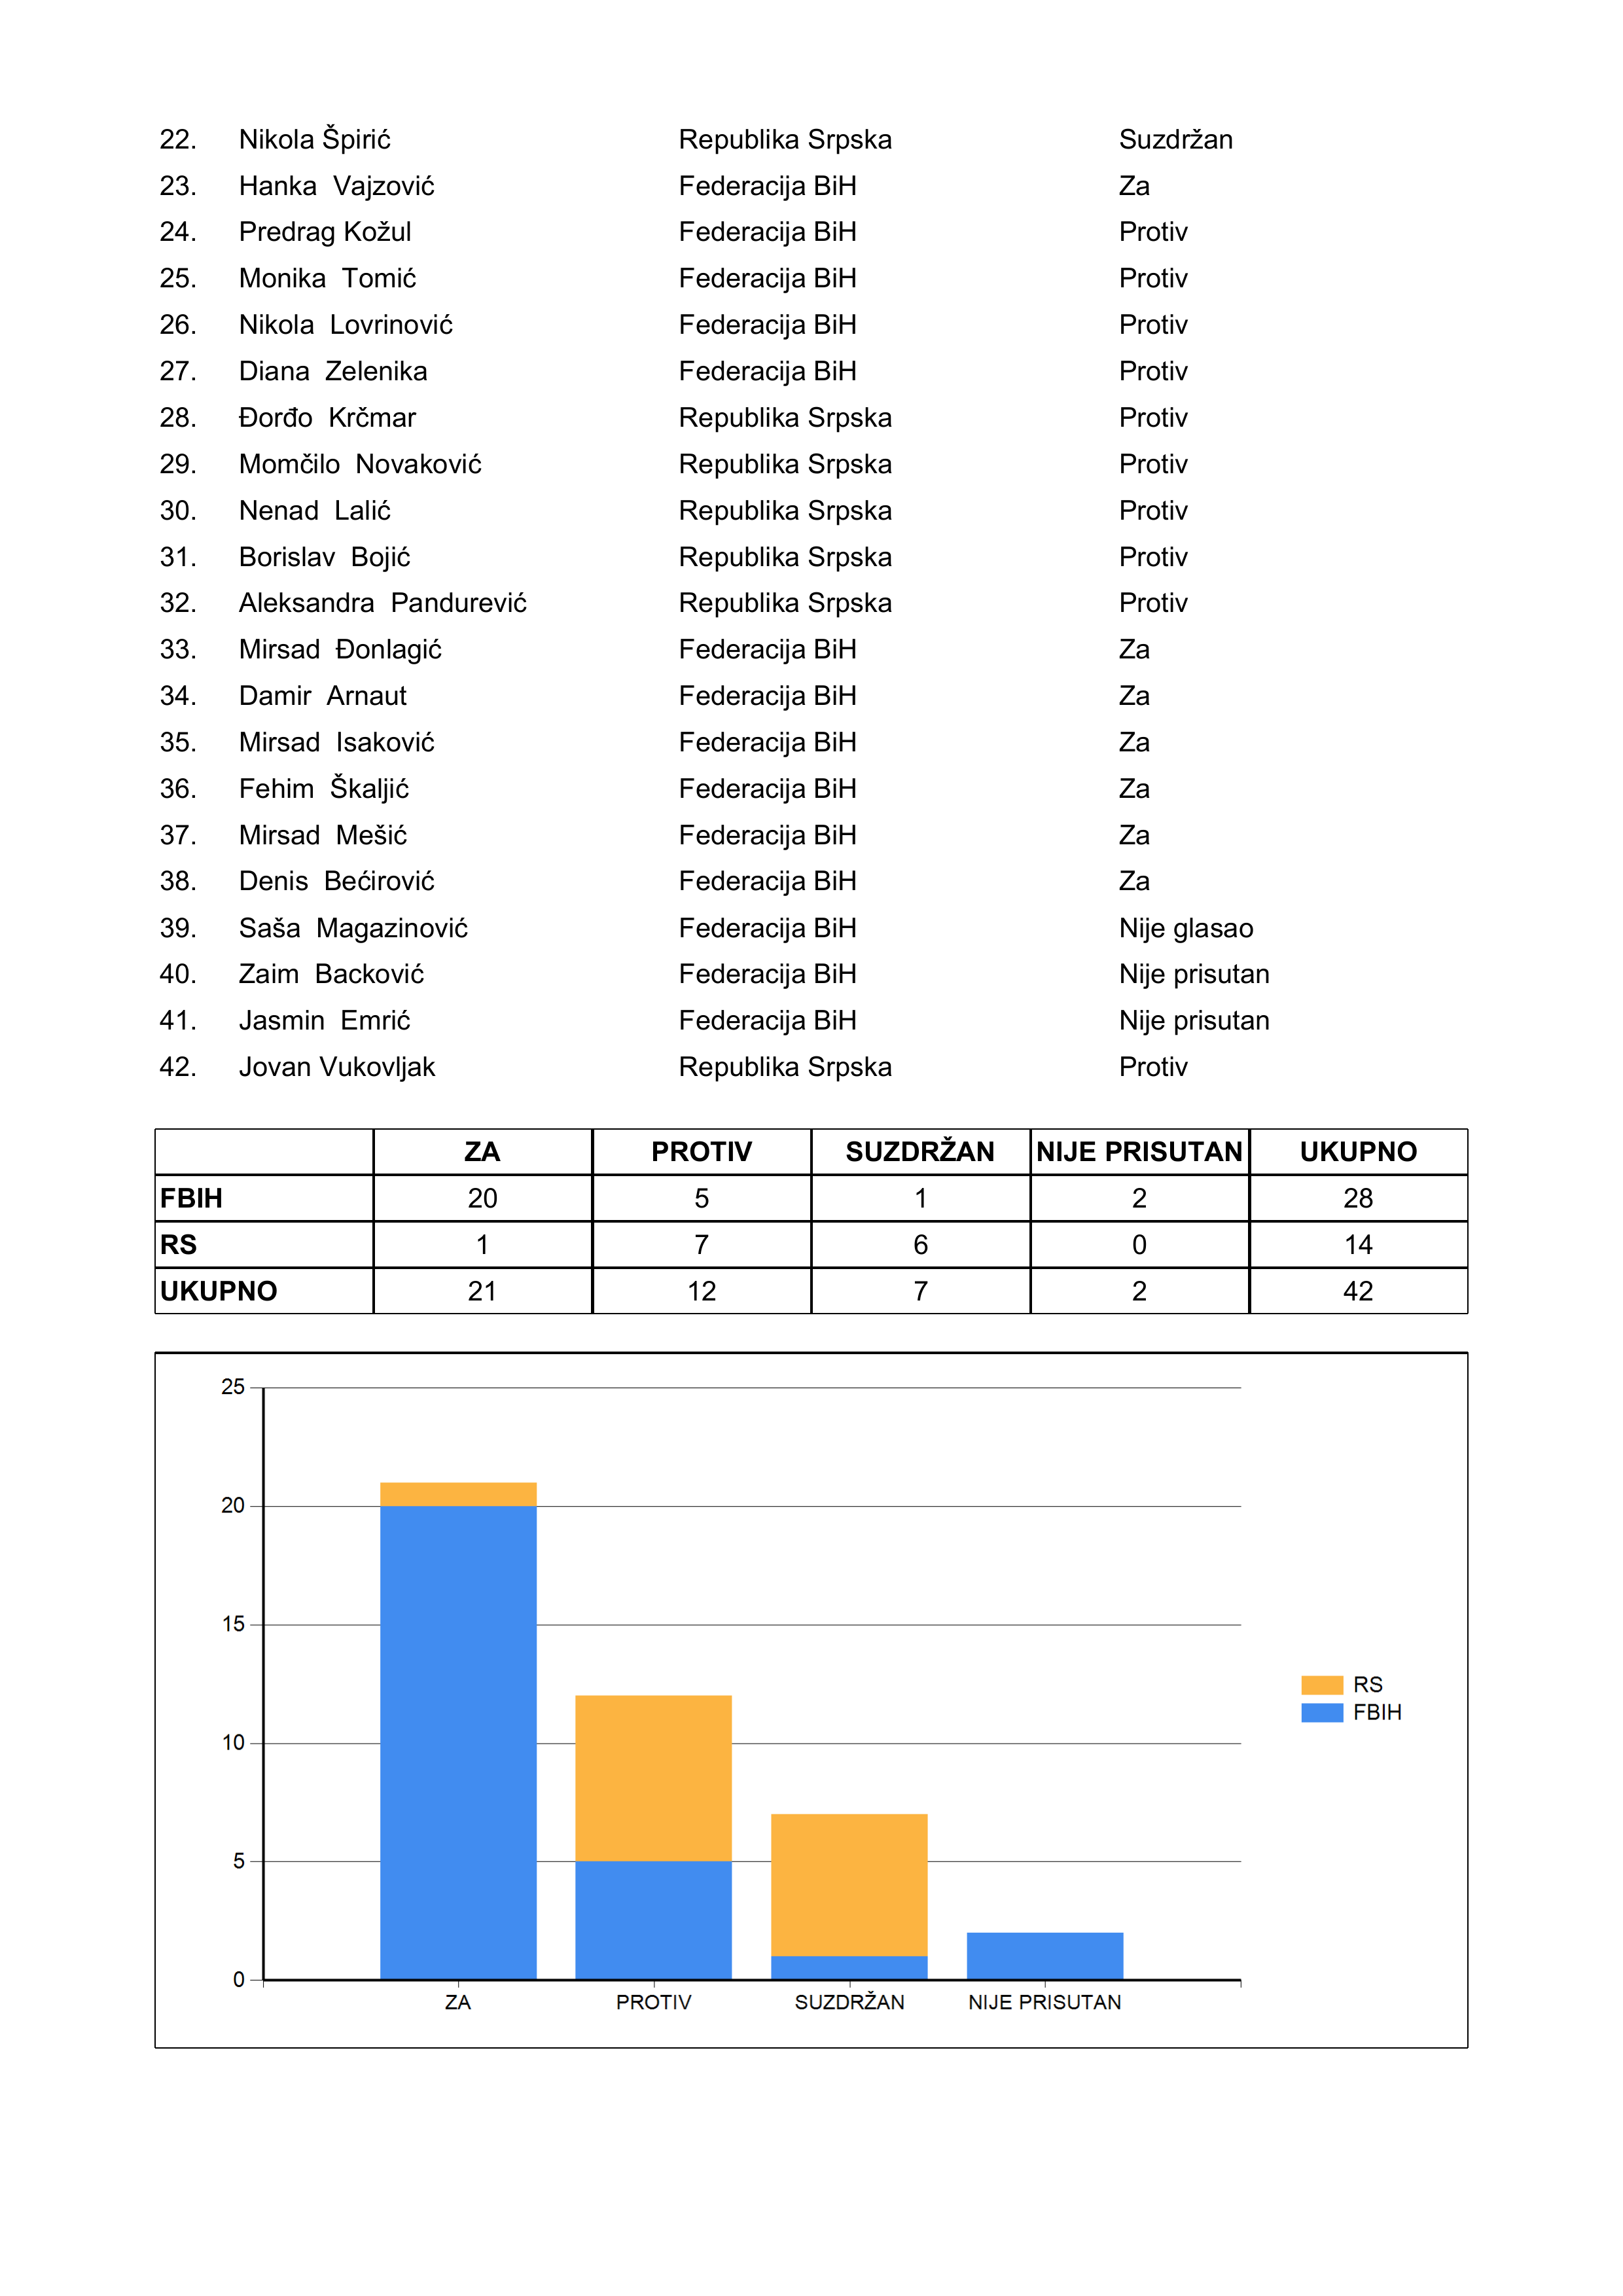 22. Nikola Špirić Republika Srpska Suzdržan
23. Hanka Vajzović Federacija BiH Za
24. Predrag Kožul Federacija BiH Protiv
25. Monika Tomić Federacija BiH Protiv
26. Nikola Lovrinović Federacija BiH Protiv
27. Diana Zelenika Federacija BiH Protiv
28. Đorđo Krčmar Republika Srpska Protiv
29. Momčilo Novaković Republika Srpska Protiv
30. Nenad Lalić Republika Srpska Protiv
31. Borislav Bojić Republika Srpska Protiv
32. Aleksandra Pandurević Republika Srpska Protiv
33. Mirsad Đonlagić Federacija BiH Za
34. Damir Arnaut Federacija BiH Za
35. Mirsad Isaković Federacija BiH Za
36. Fehim Škaljić Federacija BiH Za
37. Mirsad Mešić Federacija BiH Za
38. Denis Bećirović Federacija BiH Za
39. Saša Magazinović Federacija BiH Nije glasao
40. Zaim Backović Federacija BiH Nije prisutan
41. Jasmin Emrić Federacija BiH Nije prisutan
42. Jovan Vukovljak Republika Srpska Protiv
ZA PROTIV SUZDRŽAN NIJE PRISUTAN UKUPNO
FBIH 20 5 1 2 28
RS 1 7 6 0 14
UKUPNO 21 12 7 2 42
25
20
15
10
5
0
ZA PROTIV SUZDRŽAN NIJE PRISUTAN
RS
FBIH